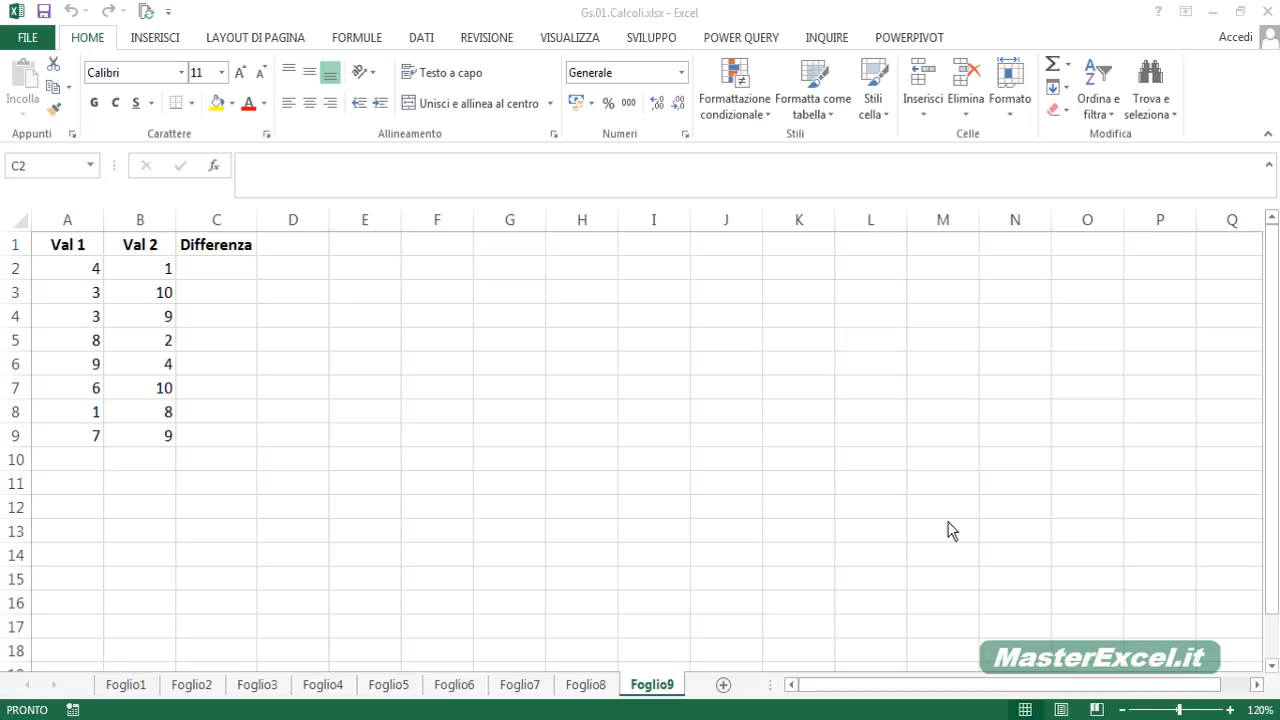 Gs.01.Calcoli.xlsx - Excel
?
FILE HOME INSERISCI LAYOUT DI PAGINA FORMULE DATI REVISIONE VISUALIZZA SVILUPPO POWER QUERY INQUIRE POWERPIVOT Accedi
Incolla
Calibri 11
G C S A A A
Testo a capo
Unisci e allinea al centro
Generale
% 000
Formattazione condizionale
Formatta come tabella
Stili cella
Inserisci Elimina Formato
Ordina e filtra
Trova e seleziona
Appunti Carattere Allineamento Numeri Stili Celle Modifica
C2 fx
A B C D E F G H I J K L M N O P Q
1 Val 1 Val 2 Differenza
2 4 1
3 3 10
4 3 9
5 8 2
6 9 4
7 6 10
8 1 8
9 7 9
10
11
12
13
14
15
16
17
18
MasterExcel.it
Foglio1 Foglio2 Foglio3 Foglio4 Foglio5 Foglio6 Foglio7 Foglio8 Foglio9
PRONTO 120%